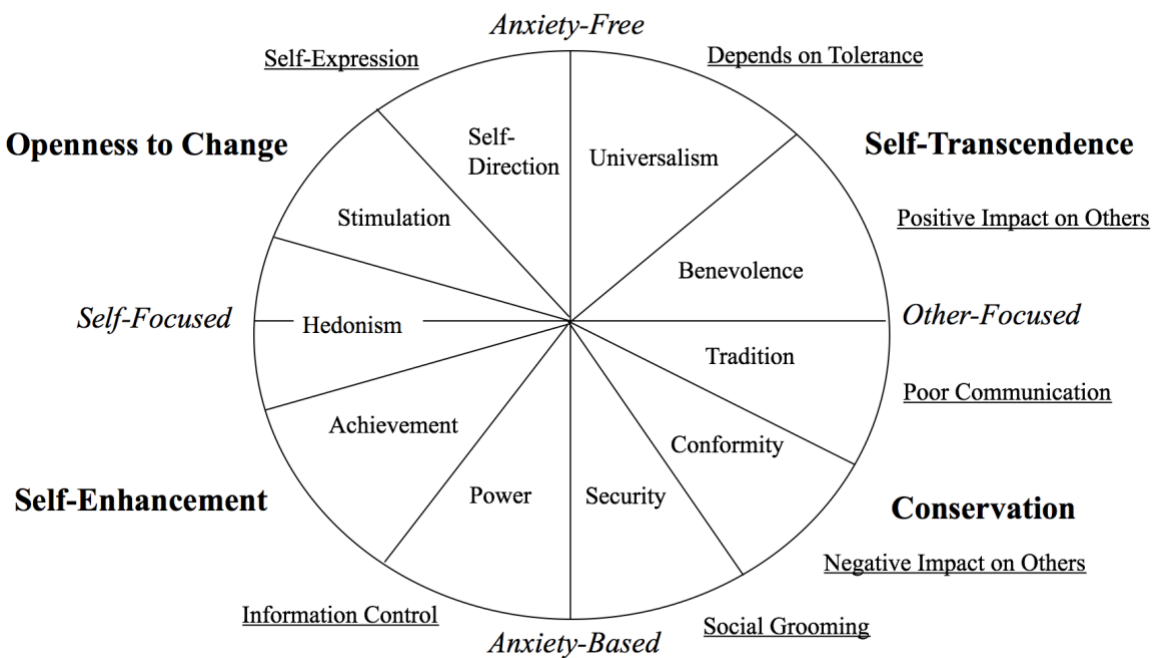 Anxiety-Free
Self-Expression
Depends on Tolerance
Openness to Change
Self-
Direction
Universalism
Self-Transcendence
Stimulation
Positive Impact on Others
Benevolence
Self-Focused
Hedonism
Other-Focused
Tradition
Poor Communication
Achievement
Conformity
Self-Enhancement
Power
Security
Conservation
Negative Impact on Others
Information Control
Social Grooming
Anxiety-Based